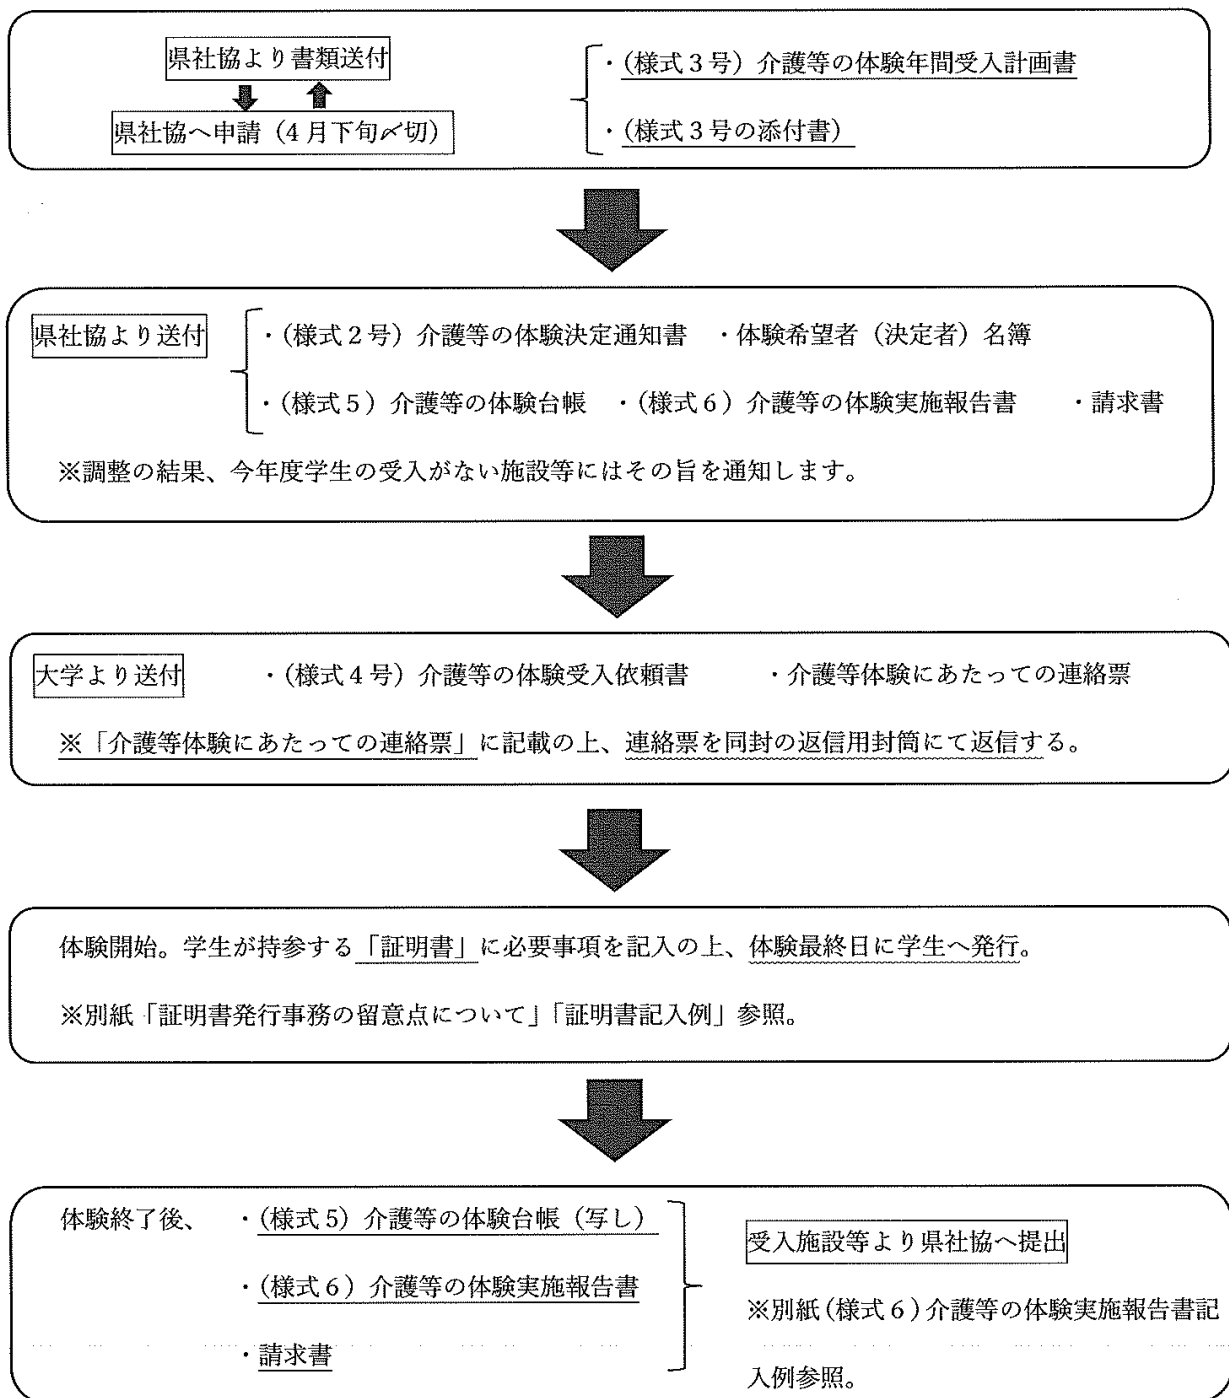 県社協より書類送付
県社協へ申請（4月下旬〆切）
・（様式３号）介護等の体験年間受入計画書
・（様式３号の添付書）
県社協より送付
・（様式２号）介護等の体験決定通知書　・体験希望者（決定者）名簿
・（様式５）介護等の体験台帳　・（様式６）介護等の体験実施報告書　・請求書
※調整の結果、今年度学生の受入がない施設等にはその旨を通知します。
大学より送付　・（様式４号）介護等の体験受入依頼書　・介護等体験にあたっての連絡票
※「介護等体験にあたっての連絡票」に記載の上、連絡票を同封の返信用封筒にて返信する。
体験開始。学生が持参する「証明書」に必要事項を記入の上、体験最終日に学生へ発行。
※別紙「証明書発行事務の留意点について」「証明書記入例」参照。
体験終了後、　・（様式5）介護等の体験台帳（写し）
・（様式６）介護等の体験実施報告書
・請求書
受入施設等より県社協へ提出
※別紙（様式６）介護等の体験実施報告書記
入例参照。